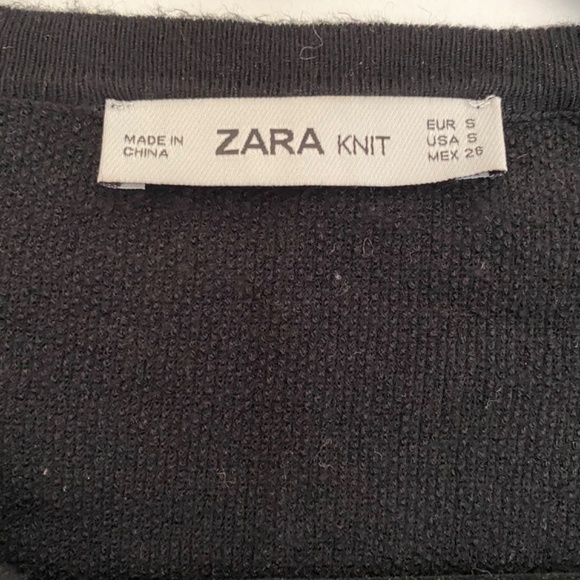 MADE IN
CHINA
ZARA KNIT
EUR S
USA S
MEX 26